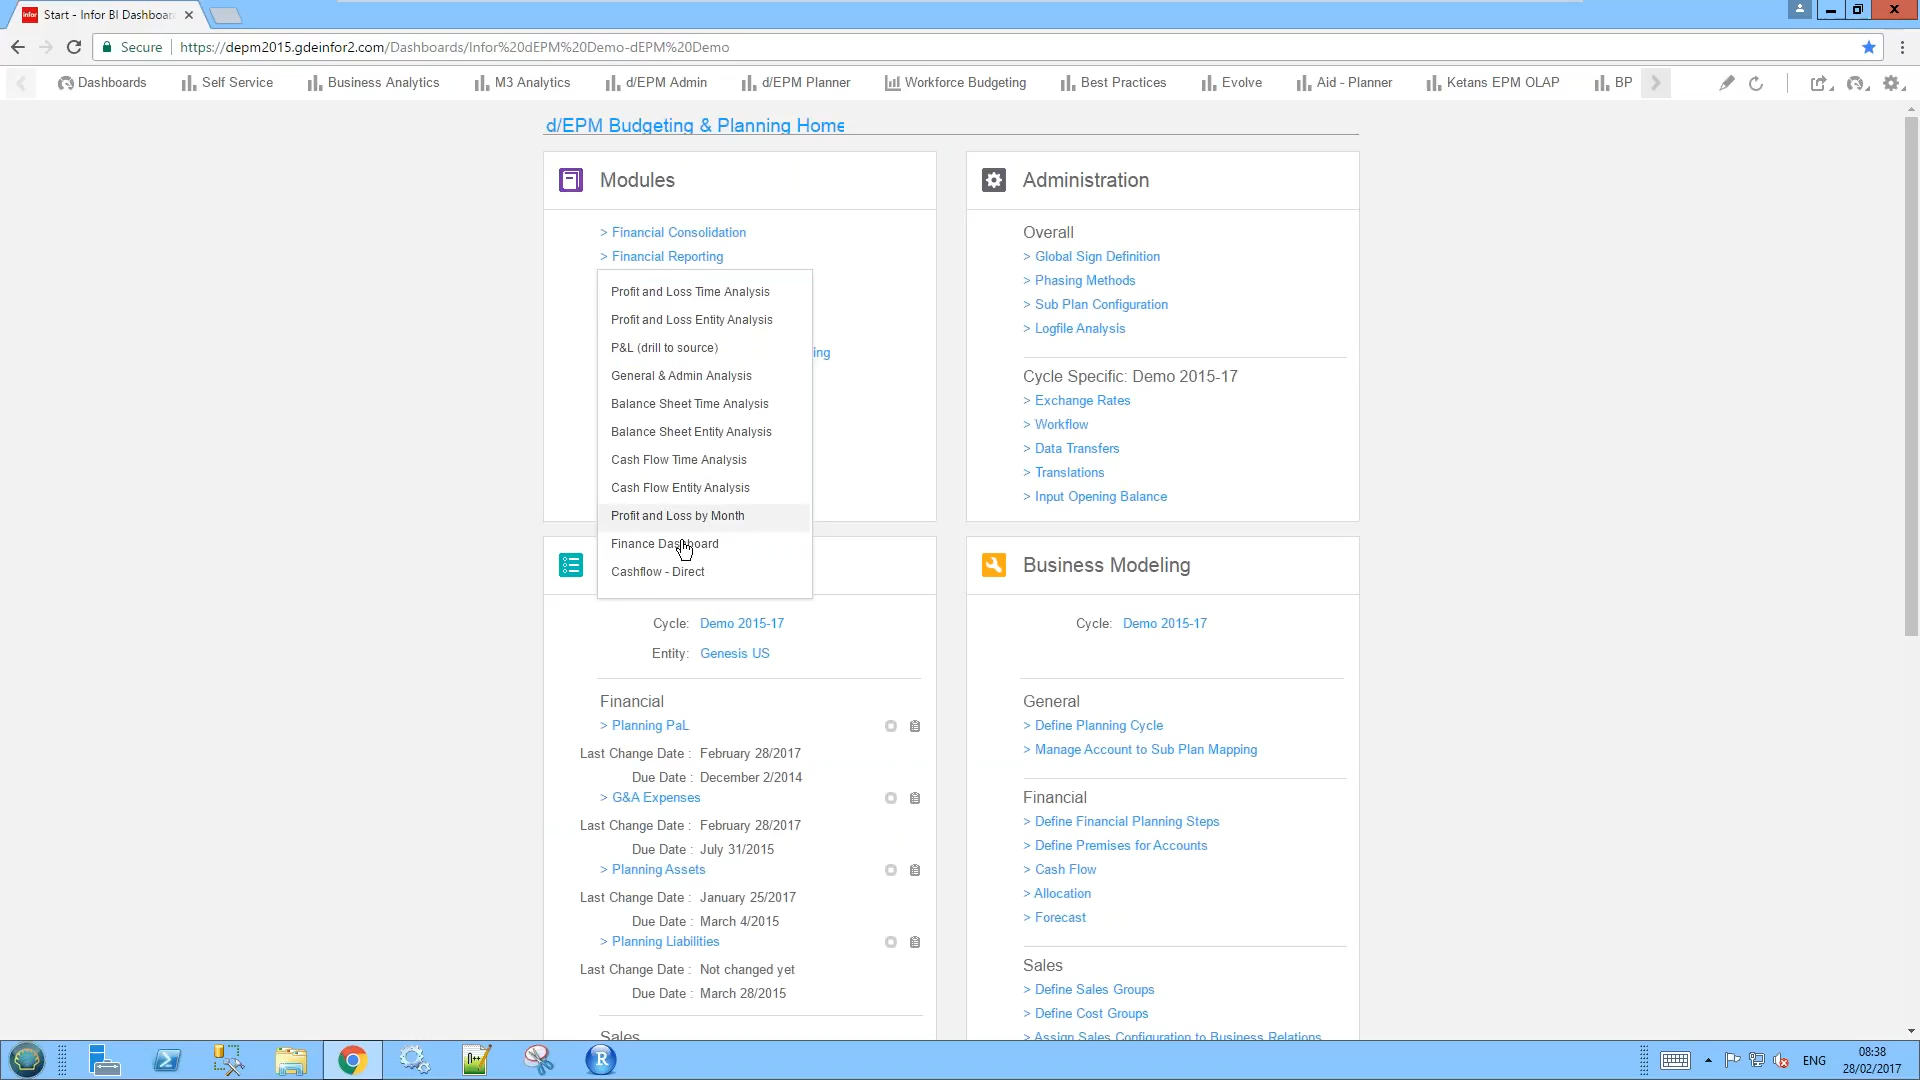 infor Start - Infor BI Dashboar
Secure https://depm2015.gdeinfor2.com/Dashboards/Infor%20dEPM%20Demo-dEPM%20Demo
Dashboards Self Service Business Analytics M3 Analytics d/EPM Admin d/EPM Planner Workforce Budgeting Best Practices Evolve Aid - Planner Ketans EPM OLAP BP
d/EPM Budgeting & Planning Home
Modules
> Financial Consolidation
> Financial Reporting
Profit and Loss Time Analysis
Profit and Loss Entity Analysis
P&L (drill to source)
ing
General & Admin Analysis
Balance Sheet Time Analysis
Balance Sheet Entity Analysis
Cash Flow Time Analysis
Cash Flow Entity Analysis
Profit and Loss by Month
Finance Dashboard
Cashflow - Direct
Administration
Overall
> Global Sign Definition
> Phasing Methods
> Sub Plan Configuration
> Logfile Analysis
Cycle Specific: Demo 2015-17
> Exchange Rates
> Workflow
> Data Transfers
> Translations
> Input Opening Balance
Cycle: Demo 2015-17
Entity: Genesis US
Financial
> Planning PaL
Last Change Date : February 28/2017
Due Date : December 2/2014
> G&A Expenses
Last Change Date : February 28/2017
Due Date : July 31/2015
> Planning Assets
Last Change Date : January 25/2017
Due Date : March 4/2015
> Planning Liabilities
Last Change Date : Not changed yet
Due Date : March 28/2015
Sales
Business Modeling
Cycle: Demo 2015-17
General
> Define Planning Cycle
> Manage Account to Sub Plan Mapping
Financial
> Define Financial Planning Steps
> Define Premises for Accounts
> Cash Flow
> Allocation
> Forecast
Sales
> Define Sales Groups
> Define Cost Groups
> Assign Sales Configuration to Business Relations
R
ENG
08:38
28/02/2017